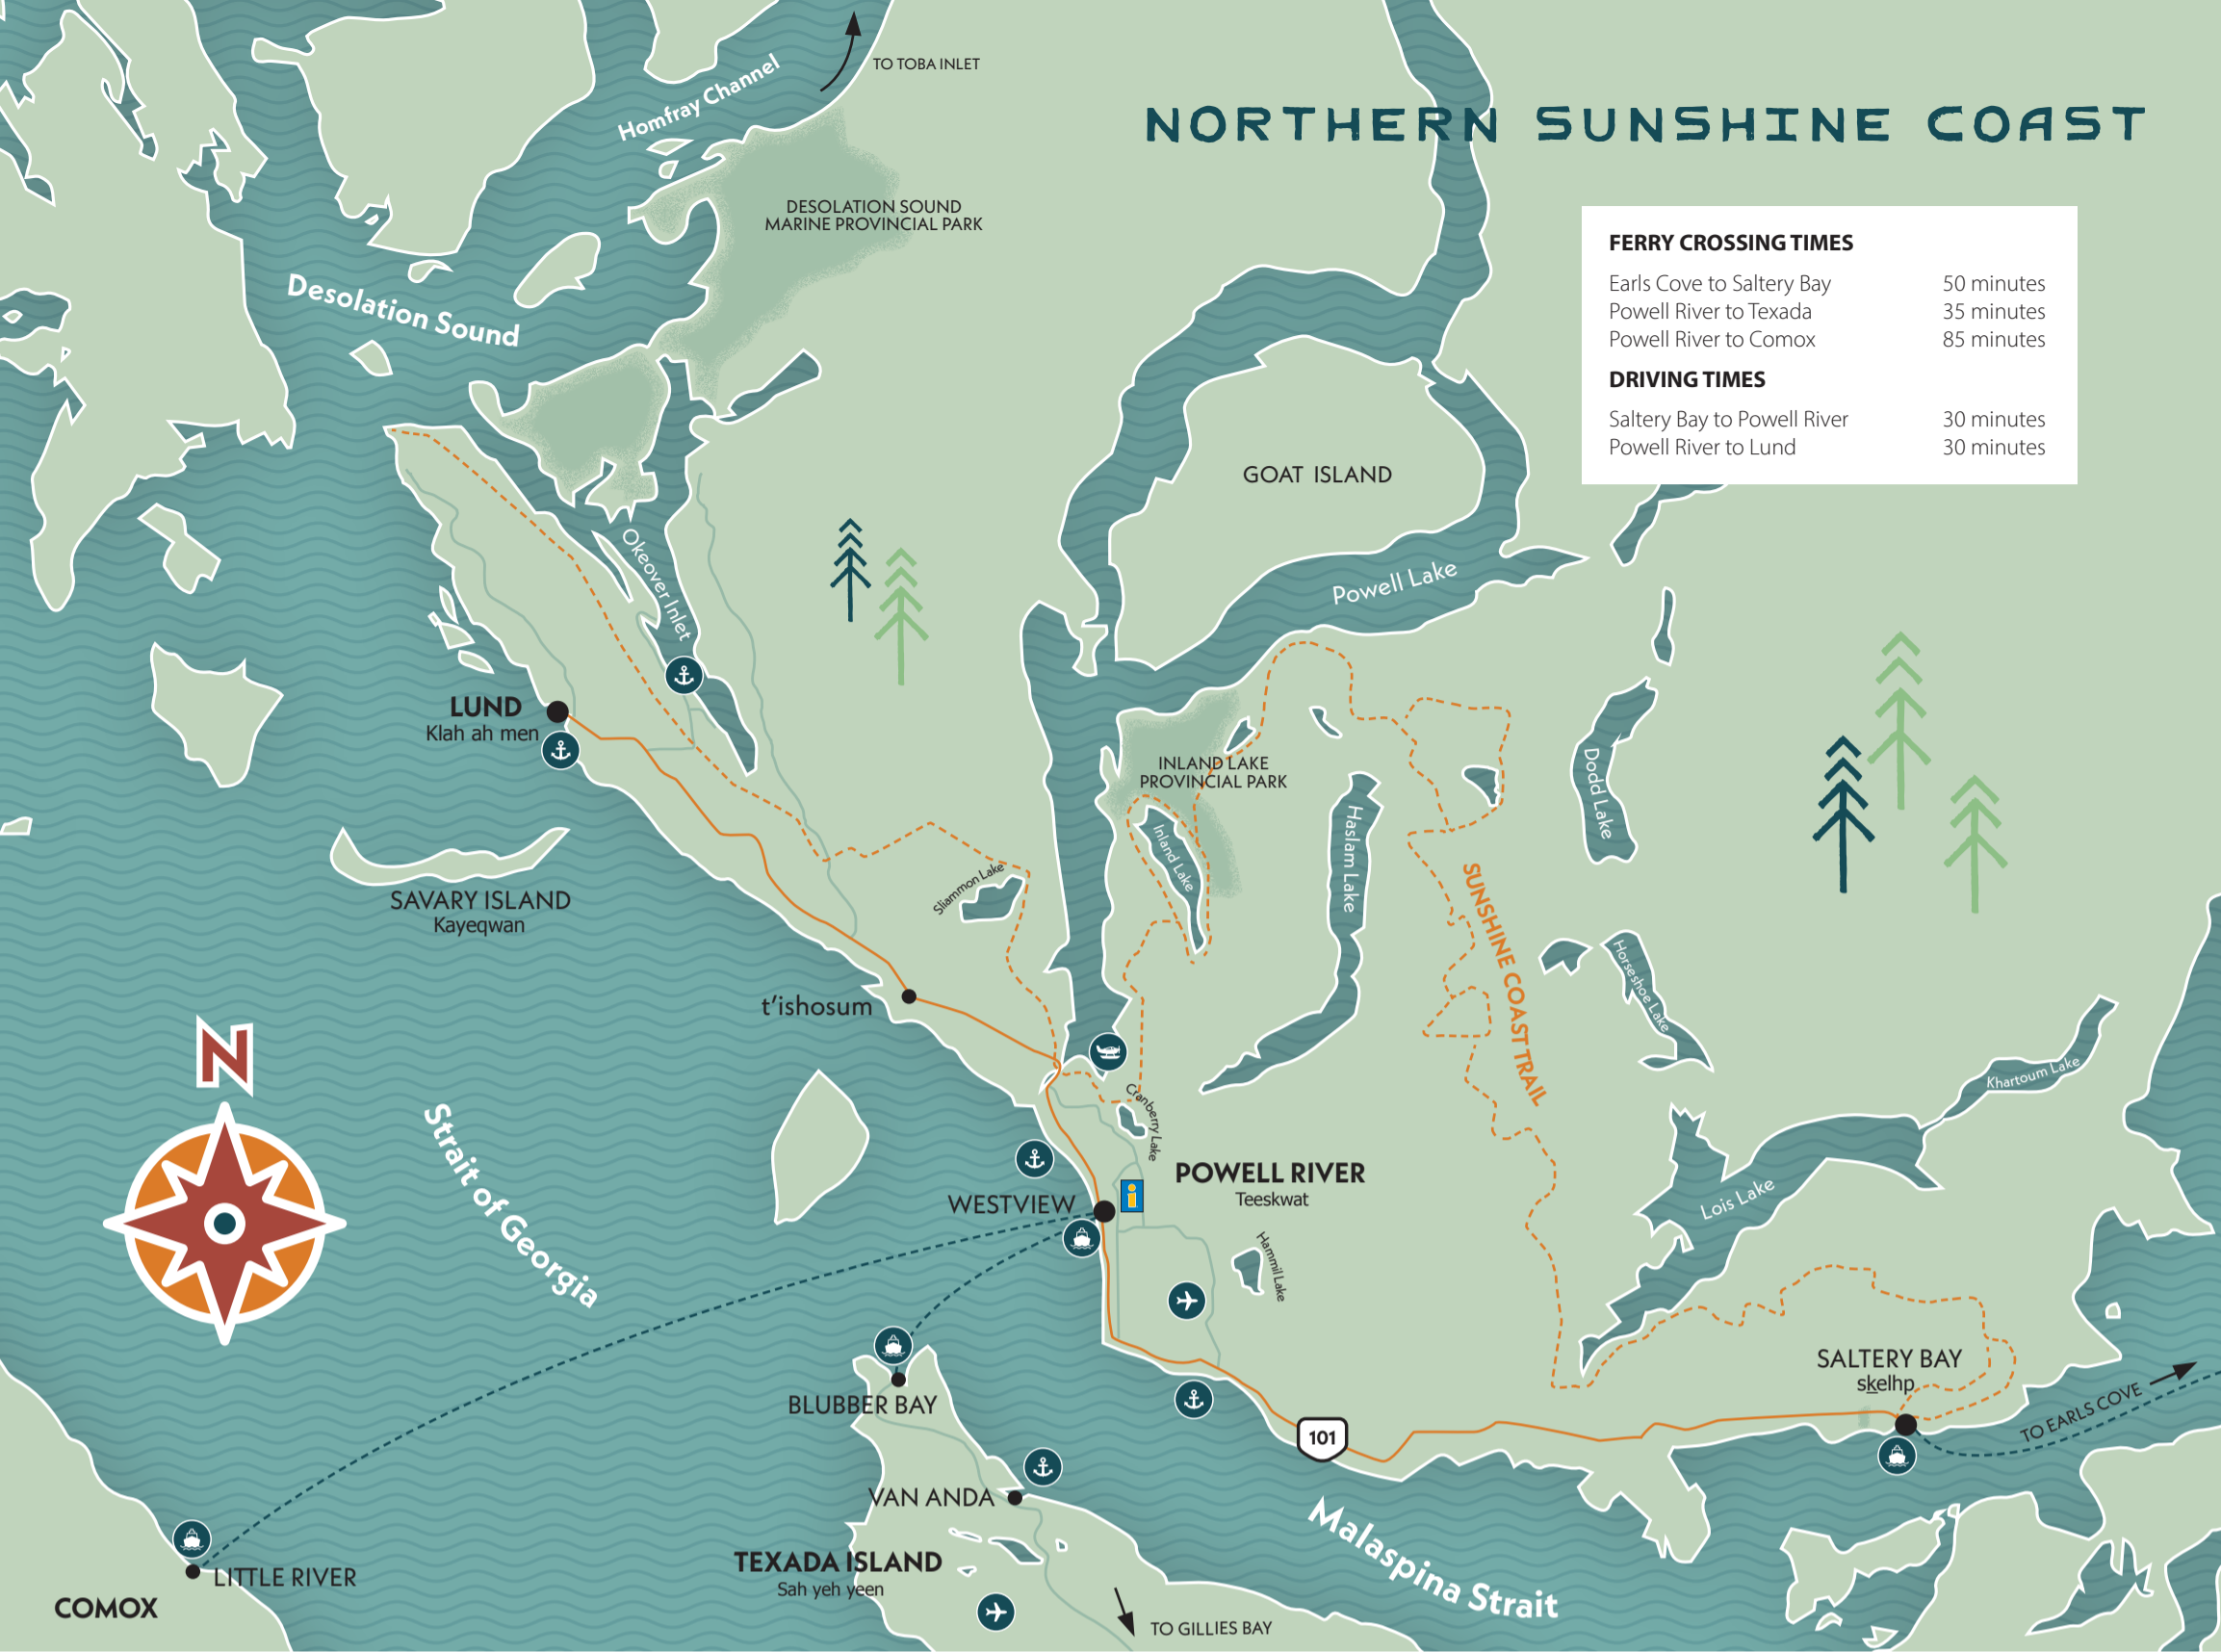 TO TOBA INLET
Homfray Channel
NORTHERN SUNSHINE COAST
DESOLATION SOUND
MARINE PROVINCIAL PARK
FERRY CROSSING TIMES
Earls Cove to Saltery Bay 50 minutes
Powell River to Texada 35 minutes
Powell River to Comox 85 minutes
DRIVING TIMES
Saltery Bay to Powell River 30 minutes
Powell River to Lund 30 minutes
Desolation Sound
GOAT ISLAND
Okeover Inlet
Powell Lake
LUND
Klah ah men
INLAND LAKE
PROVINCIAL PARK
Dodd Lake
Inland Lake
Haslam Lake
SAVARY ISLAND
Kayeqwan
Sliammon Lake
SUNSHINE COAST TRAIL
Horseshoe Lake
t'ishosum
N
Khartoum Lake
Strait of Georgia
Cranberry Lake
POWELL RIVER
Teeskwat
WESTVIEW
i
Lois Lake
Hammil Lake
SALTERY BAY
skelhp
BLUBBER BAY
TO EARLS COVE
101
VAN ANDA
Malaspina Strait
TEXADA ISLAND
Sah yeh yeen
LITTLE RIVER
COMOX
TO GILLIES BAY